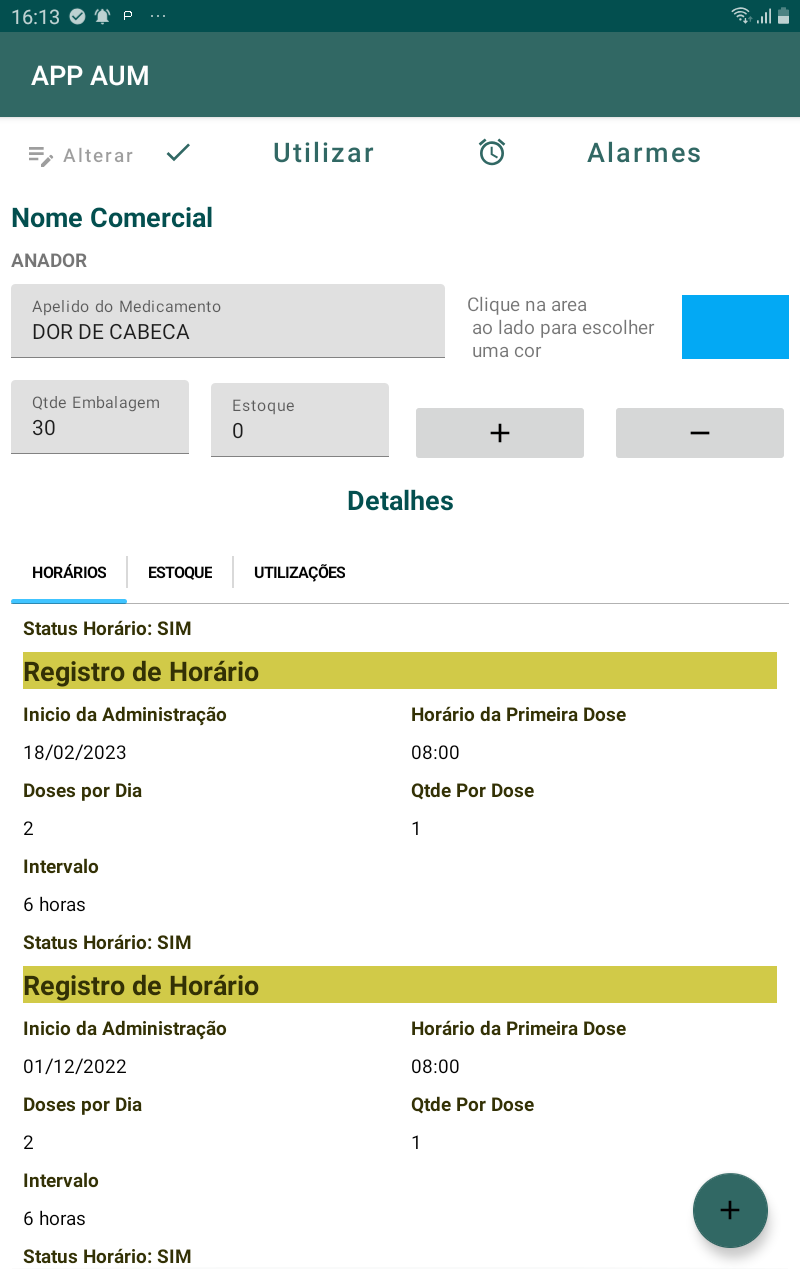 16:13
APP AUM
Alterar
Utilizar
Alarmes
Nome Comercial
ANADOR
Apelido do Medicamento
DOR DE CABECA
Clique na area
ao lado para escolher
uma cor
Qtde Embalagem
30
Estoque
0
+
−
Detalhes
HORÁRIOS
ESTOQUE
UTILIZAÇÕES
Status Horário: SIM
Registro de Horário
Inicio da Administração
Horário da Primeira Dose
18/02/2023
08:00
Doses por Dia
Qtde Por Dose
2
1
Intervalo
6 horas
Status Horário: SIM
Registro de Horário
Inicio da Administração
Horário da Primeira Dose
01/12/2022
08:00
Doses por Dia
Qtde Por Dose
2
1
Intervalo
6 horas
+
Status Horário: SIM